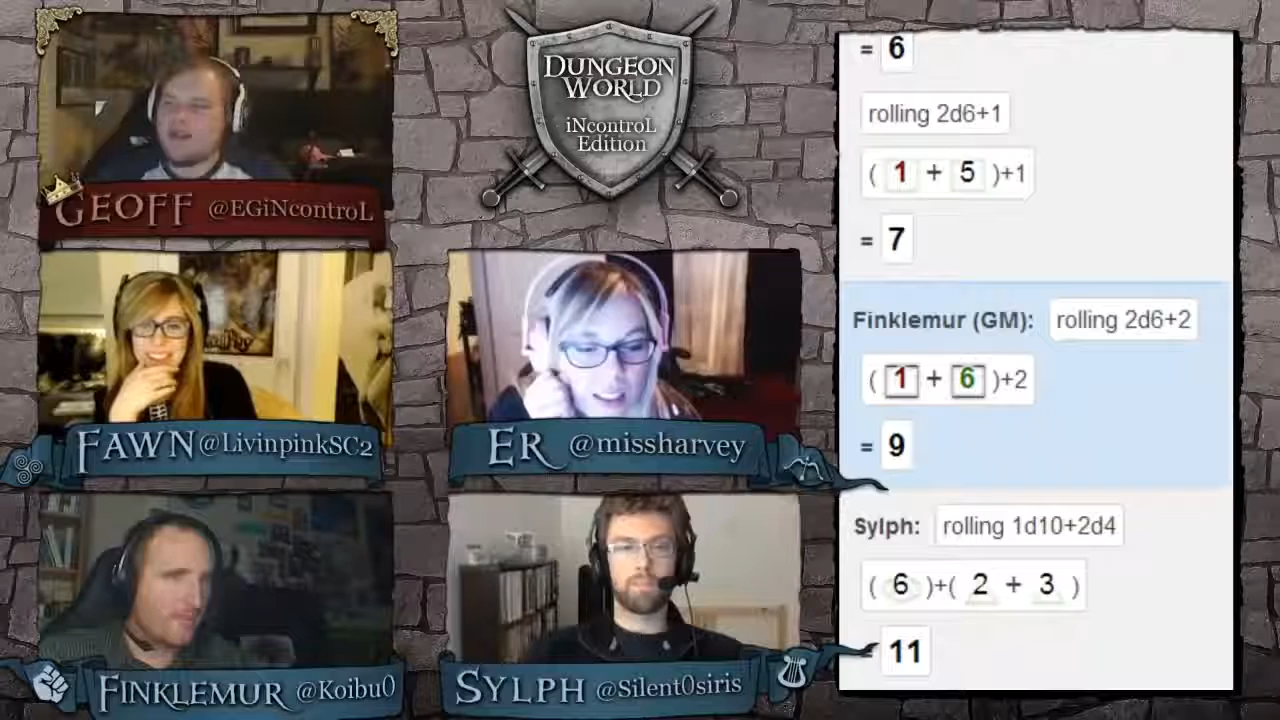 DUNGEON
WORLD
iNcontroL
Edition
GEOFF @EGiNcontroL
FAWN @LivinpinkSC2
ER @missharvey
FINKLEMUR @Koibu0
SYLPH @Silent0siris
= 6
rolling 2d6+1
( 1 + 5 )+1
= 7
Finklemur (GM): rolling 2d6+2
( 1 + 6 )+2
= 9
Sylph: rolling 1d10+2d4
( 6 )+( 2 + 3 )
= 11